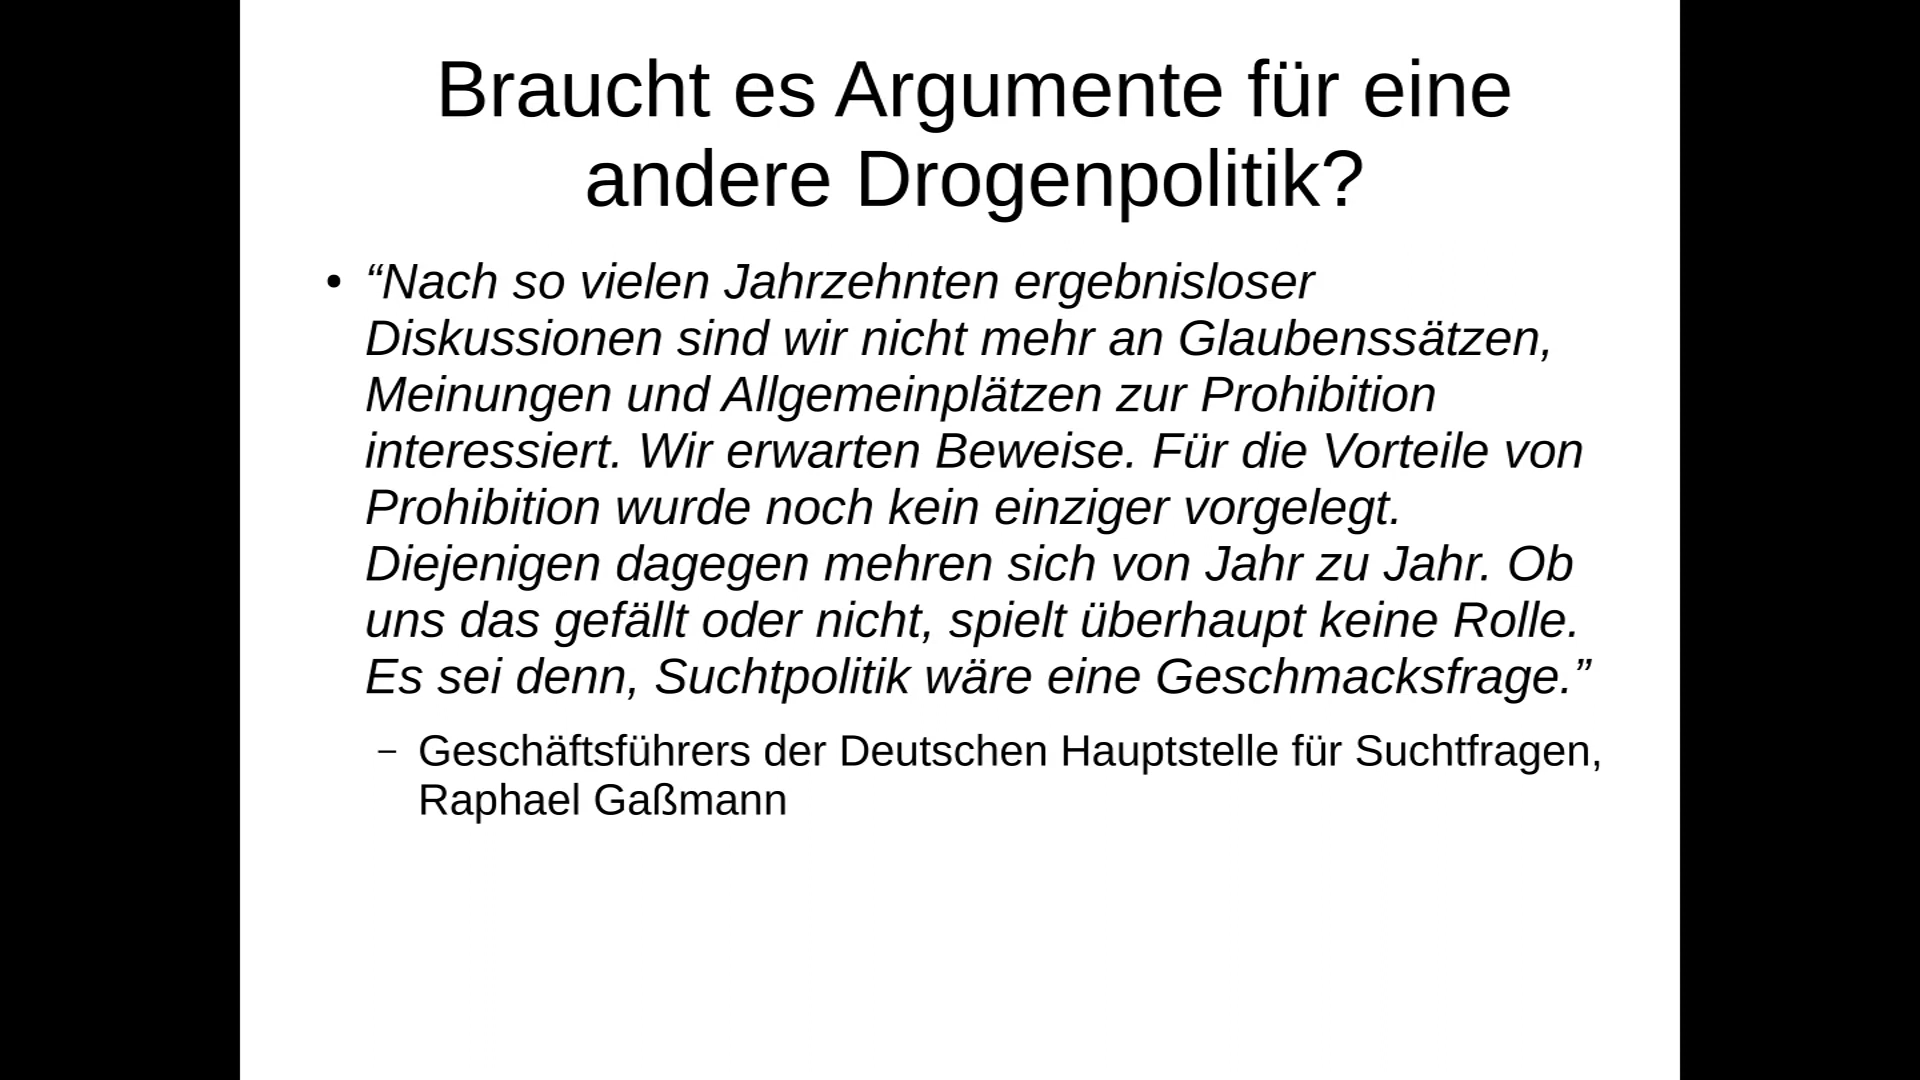 Braucht es Argumente für eine
andere Drogenpolitik?
• “Nach so vielen Jahrzehnten ergebnisloser
Diskussionen sind wir nicht mehr an Glaubenssätzen,
Meinungen und Allgemeinplätzen zur Prohibition
interessiert. Wir erwarten Beweise. Für die Vorteile von
Prohibition wurde noch kein einziger vorgelegt.
Diejenigen dagegen mehren sich von Jahr zu Jahr. Ob
uns das gefällt oder nicht, spielt überhaupt keine Rolle.
Es sei denn, Suchtpolitik wäre eine Geschmacksfrage.”
– Geschäftsführers der Deutschen Hauptstelle für Suchtfragen,
Raphael Gaßmann